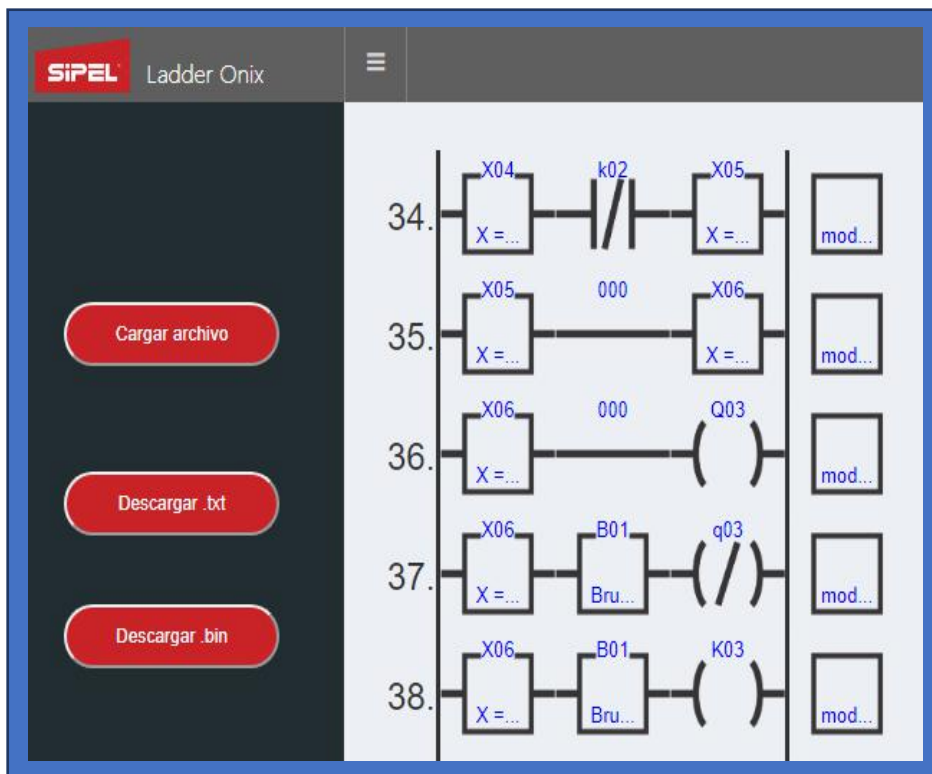 SiPEL Ladder Onix
Cargar archivo
Descargar .txt
Descargar .bin
X04 k02 X05
34.
X =... X =... mod...
X05 000 X06
35.
X =... X =... mod...
X06 000 Q03
36.
X =... mod...
X06 B01 q03
37.
X =... Bru... mod...
X06 B01 K03
38.
X =... Bru... mod...